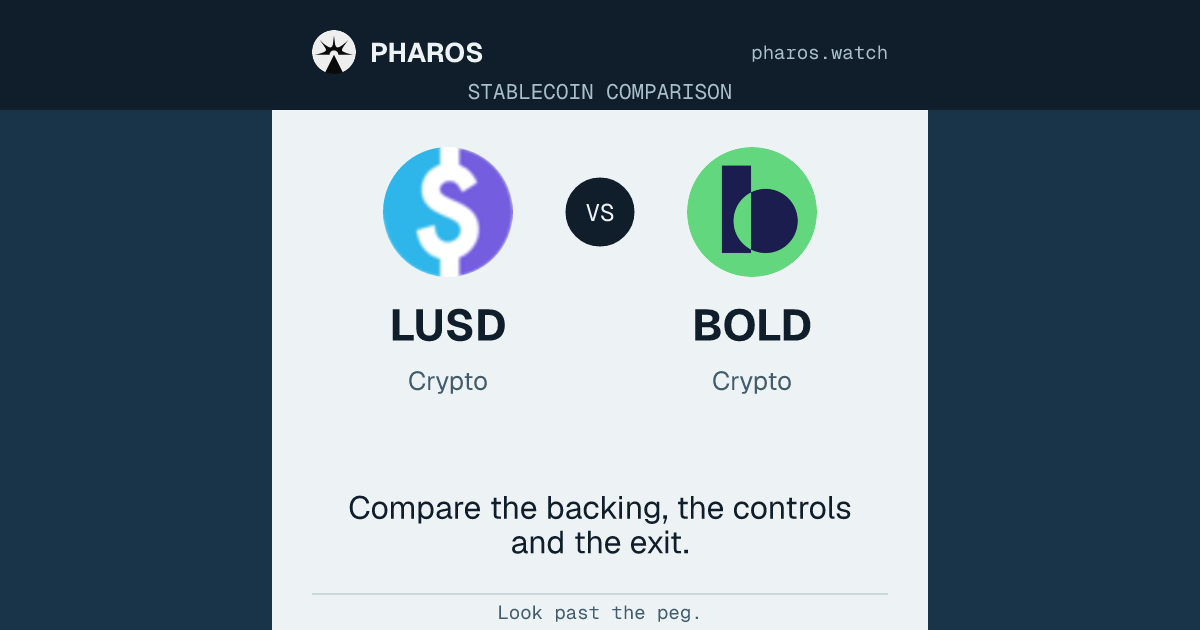 PHAROS
pharos.watch
STABLECOIN COMPARISON
VS
LUSD
BOLD
Crypto
Crypto
Compare the backing, the controls
and the exit.
Look past the peg.